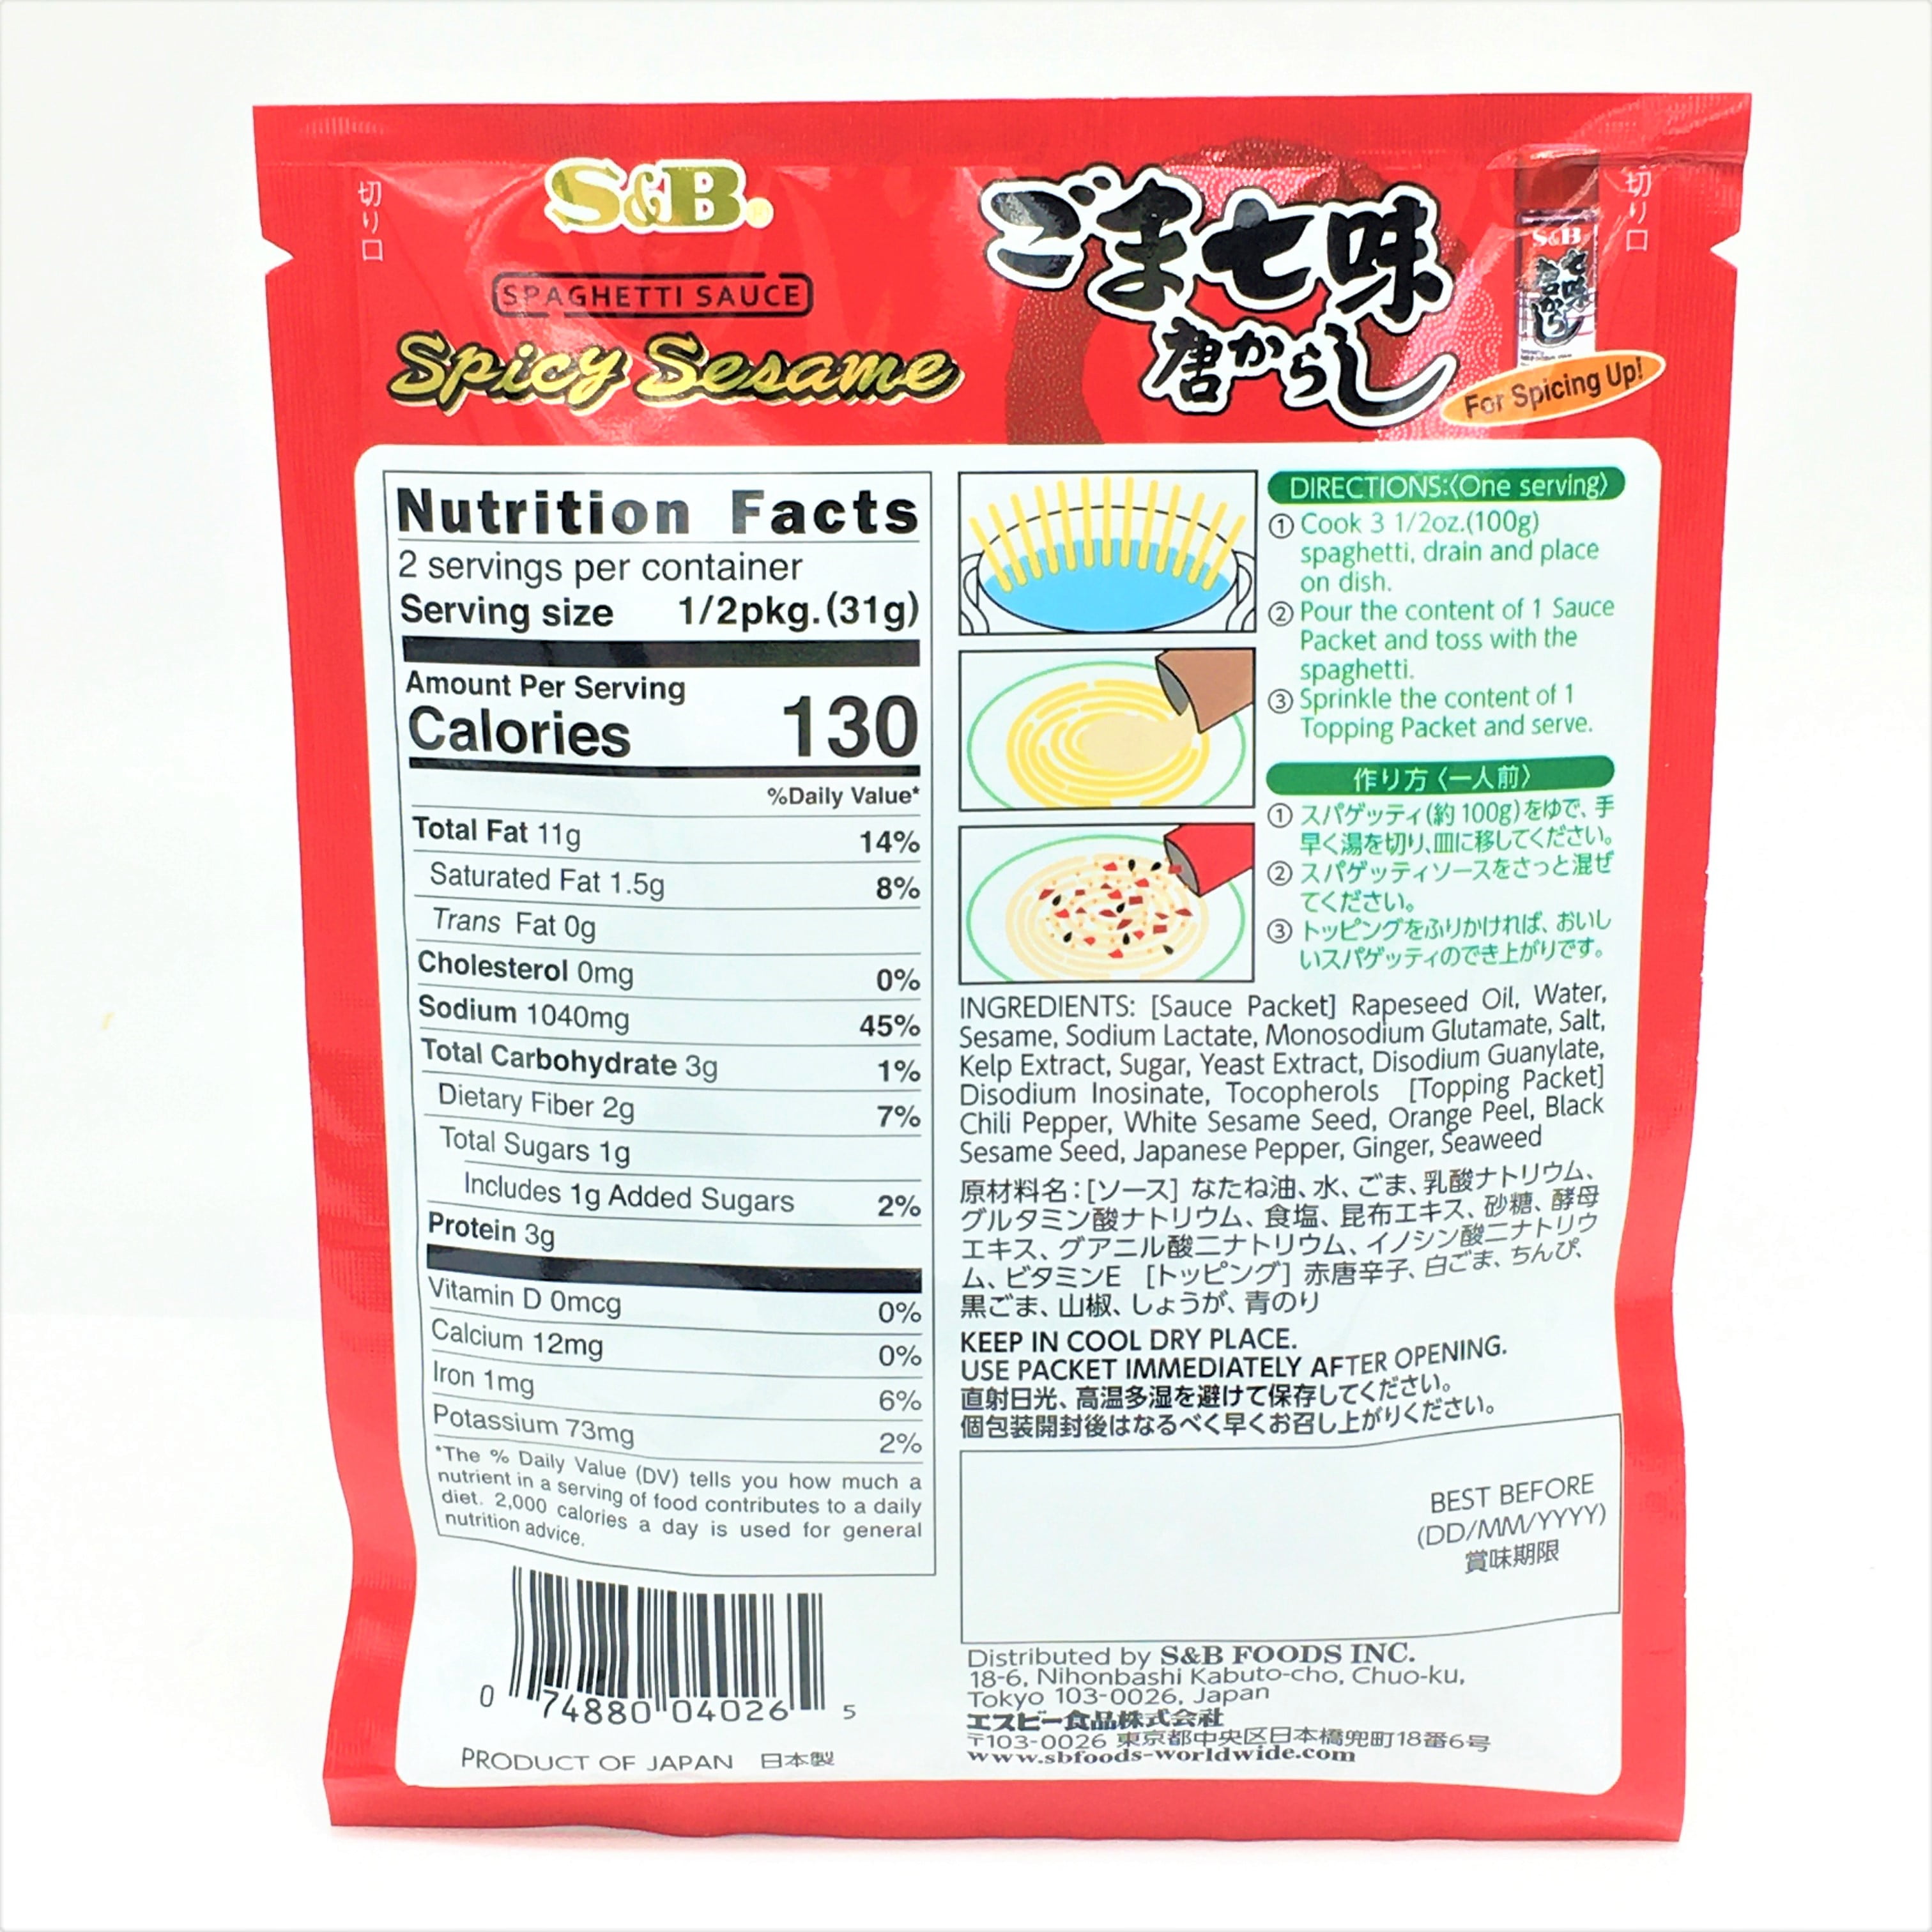 切り口
S&B.
SPAGHETTI SAUCE
Spicy Sesame
ごま七味
唐からし
S&B
七味
唐からし
For Spicing Up!
切り口
Nutrition Facts
2 servings per container
Serving size 1/2pkg.(31g)
Amount Per Serving
Calories 130
%Daily Value*
Total Fat 11g 14%
Saturated Fat 1.5g 8%
Trans Fat 0g
Cholesterol 0mg 0%
Sodium 1040mg 45%
Total Carbohydrate 3g 1%
Dietary Fiber 2g 7%
Total Sugars 1g
Includes 1g Added Sugars 2%
Protein 3g
Vitamin D 0mcg 0%
Calcium 12mg 0%
Iron 1mg 6%
Potassium 73mg 2%
*The % Daily Value (DV) tells you how much a
nutrient in a serving of food contributes to a daily
diet. 2,000 calories a day is used for general
nutrition advice.
0 74880 04026 5
PRODUCT OF JAPAN 日本製
DIRECTIONS:〈One serving〉
① Cook 3 1/2oz.(100g)
spaghetti, drain and place
on dish.
② Pour the content of 1 Sauce
Packet and toss with the
spaghetti.
③ Sprinkle the content of 1
Topping Packet and serve.
作り方〈一人前〉
① スパゲッティ(約100g)をゆで、手
早く湯を切り、皿に移してください。
② スパゲッティソースをさっと混ぜ
てください。
③ トッピングをふりかければ、おいし
いスパゲッティのでき上がりです。
INGREDIENTS: [Sauce Packet] Rapeseed Oil, Water,
Sesame, Sodium Lactate, Monosodium Glutamate, Salt,
Kelp Extract, Sugar, Yeast Extract, Disodium Guanylate,
Disodium Inosinate, Tocopherols [Topping Packet]
Chili Pepper, White Sesame Seed, Orange Peel, Black
Sesame Seed, Japanese Pepper, Ginger, Seaweed
原材料名：[ソース] なたね油、水、ごま、乳酸ナトリウム、
グルタミン酸ナトリウム、食塩、昆布エキス、砂糖、酵母
エキス、グアニル酸二ナトリウム、イノシン酸二ナトリウ
ム、ビタミンE [トッピング] 赤唐辛子、白ごま、ちんぴ、
黒ごま、山椒、しょうが、青のり
KEEP IN COOL DRY PLACE.
USE PACKET IMMEDIATELY AFTER OPENING.
直射日光、高温多湿を避けて保存してください。
個包装開封後はなるべく早くお召し上がりください。
BEST BEFORE
(DD/MM/YYYY)
賞味期限
Distributed by S&B FOODS INC.
18-6, Nihonbashi Kabuto-cho, Chuo-ku,
Tokyo 103-0026, Japan
エスビー食品株式会社
〒103-0026 東京都中央区日本橋兜町18番6号
www.sbfoods-worldwide.com